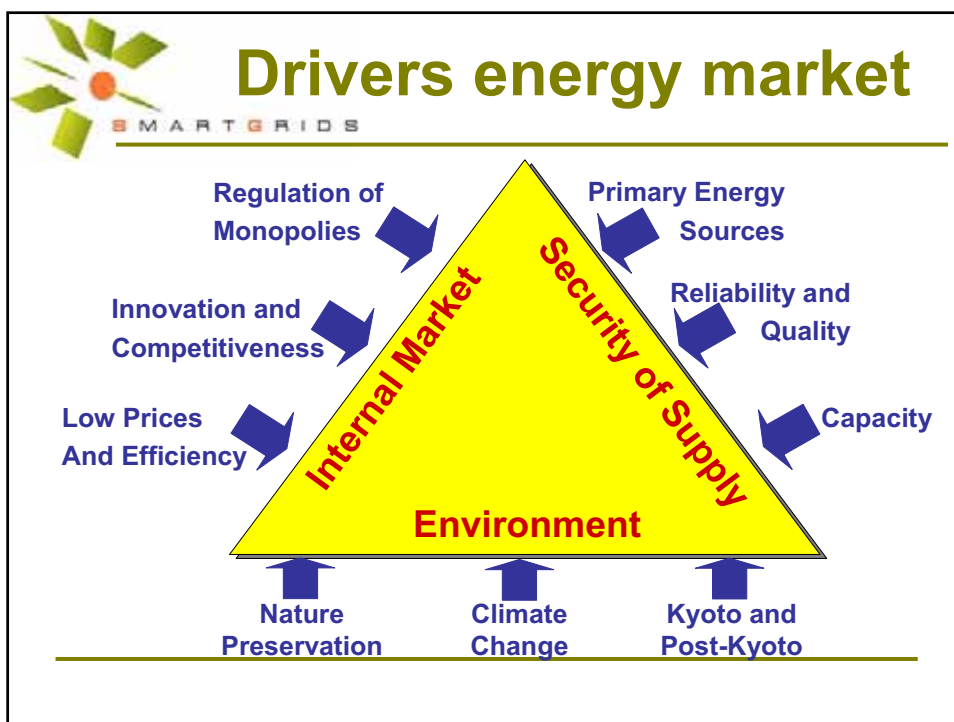 Drivers energy market
SMARTGRIDS
Regulation of
Monopolies
Innovation and
Competitiveness
Low Prices
And Efficiency
Internal Market
Primary Energy
Sources
Reliability and
Quality
Capacity
Security of Supply
Environment
Nature
Preservation
Climate
Change
Kyoto and
Post-Kyoto